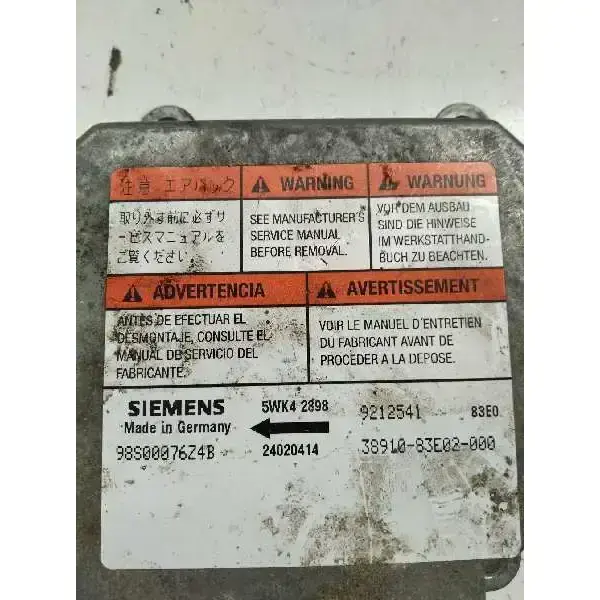 注意 エアバック
取り外す前に必ずサ
ービスマニュアルを
ご覧ください.
WARNING
SEE MANUFACTURER'S
SERVICE MANUAL
BEFORE REMOVAL.
WARNUNG
VOR DEM AUSBAU
SIND DIE HINWEISE
IM WERKSTATTHAND-
BUCH ZU BEACHTEN.
ADVERTENCIA
ANTES DE EFECTUAR EL
DESMONTAJE, CONSULTE EL
MANUAL DE SERVICIO DEL
FABRICANTE.
AVERTISSEMENT
VOIR LE MANUEL D'ENTRETIEN
DU FABRICANT AVANT DE
PROCEDER A LA DEPOSE.
SIEMENS 5WK4 2898 9212541 83E0
Made in Germany
98S00076Z4B 24020414 38910-83E02-000